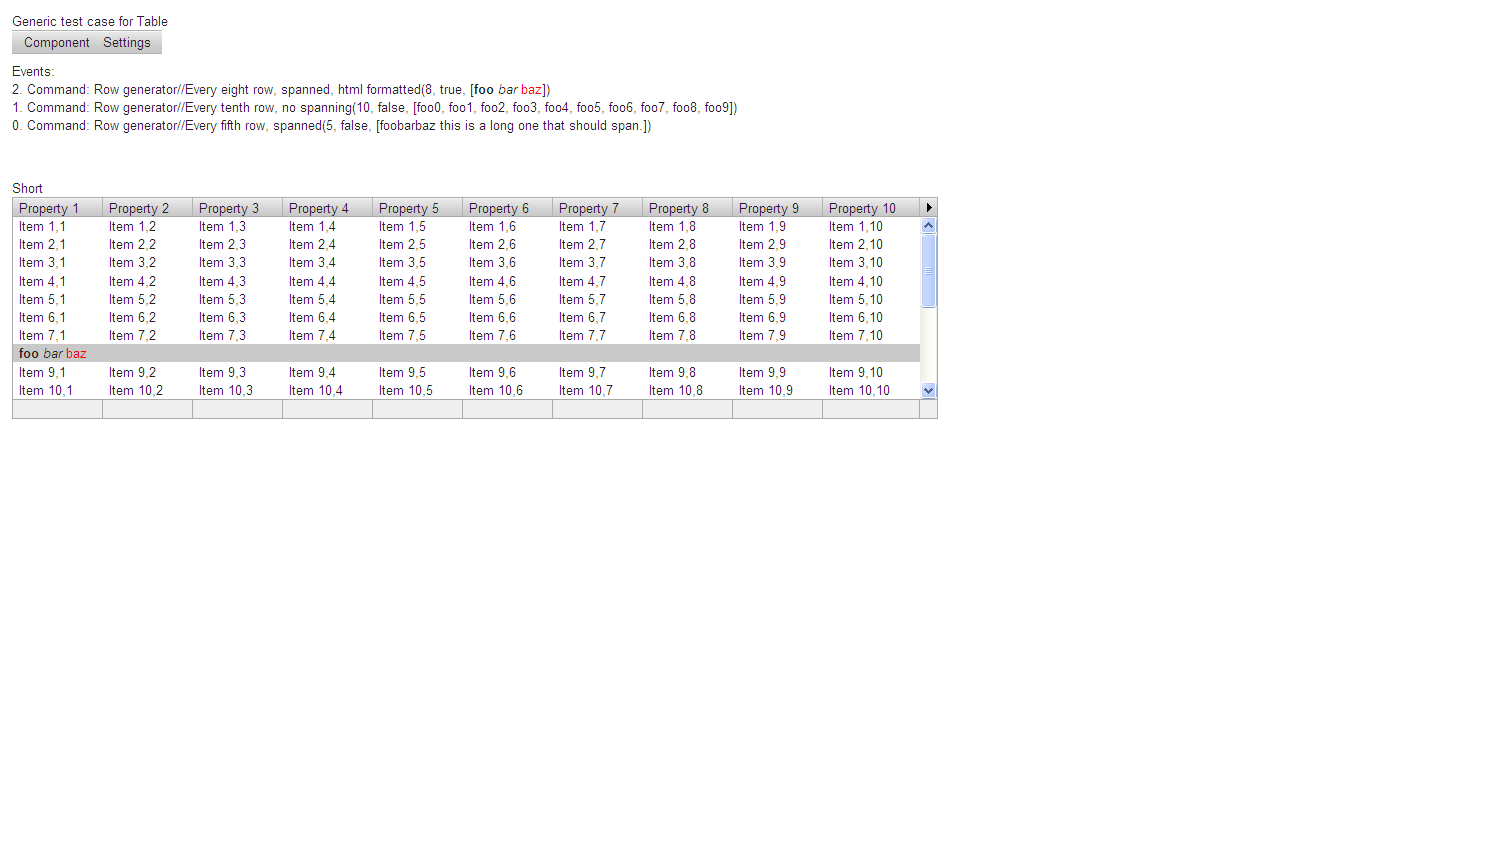 Generic test case for Table
Component Settings
Events:
2. Command: Row generator//Every eight row, spanned, html formatted(8, true, [foo bar baz])
1. Command: Row generator//Every tenth row, no spanning(10, false, [foo0, foo1, foo2, foo3, foo4, foo5, foo6, foo7, foo8, foo9])
0. Command: Row generator//Every fifth row, spanned(5, false, [foobarbaz this is a long one that should span.])
Short
Property 1 Property 2 Property 3 Property 4 Property 5 Property 6 Property 7 Property 8 Property 9 Property 10
Item 1,1 Item 1,2 Item 1,3 Item 1,4 Item 1,5 Item 1,6 Item 1,7 Item 1,8 Item 1,9 Item 1,10
Item 2,1 Item 2,2 Item 2,3 Item 2,4 Item 2,5 Item 2,6 Item 2,7 Item 2,8 Item 2,9 Item 2,10
Item 3,1 Item 3,2 Item 3,3 Item 3,4 Item 3,5 Item 3,6 Item 3,7 Item 3,8 Item 3,9 Item 3,10
Item 4,1 Item 4,2 Item 4,3 Item 4,4 Item 4,5 Item 4,6 Item 4,7 Item 4,8 Item 4,9 Item 4,10
Item 5,1 Item 5,2 Item 5,3 Item 5,4 Item 5,5 Item 5,6 Item 5,7 Item 5,8 Item 5,9 Item 5,10
Item 6,1 Item 6,2 Item 6,3 Item 6,4 Item 6,5 Item 6,6 Item 6,7 Item 6,8 Item 6,9 Item 6,10
Item 7,1 Item 7,2 Item 7,3 Item 7,4 Item 7,5 Item 7,6 Item 7,7 Item 7,8 Item 7,9 Item 7,10
foo bar baz
Item 9,1 Item 9,2 Item 9,3 Item 9,4 Item 9,5 Item 9,6 Item 9,7 Item 9,8 Item 9,9 Item 9,10
Item 10,1 Item 10,2 Item 10,3 Item 10,4 Item 10,5 Item 10,6 Item 10,7 Item 10,8 Item 10,9 Item 10,10